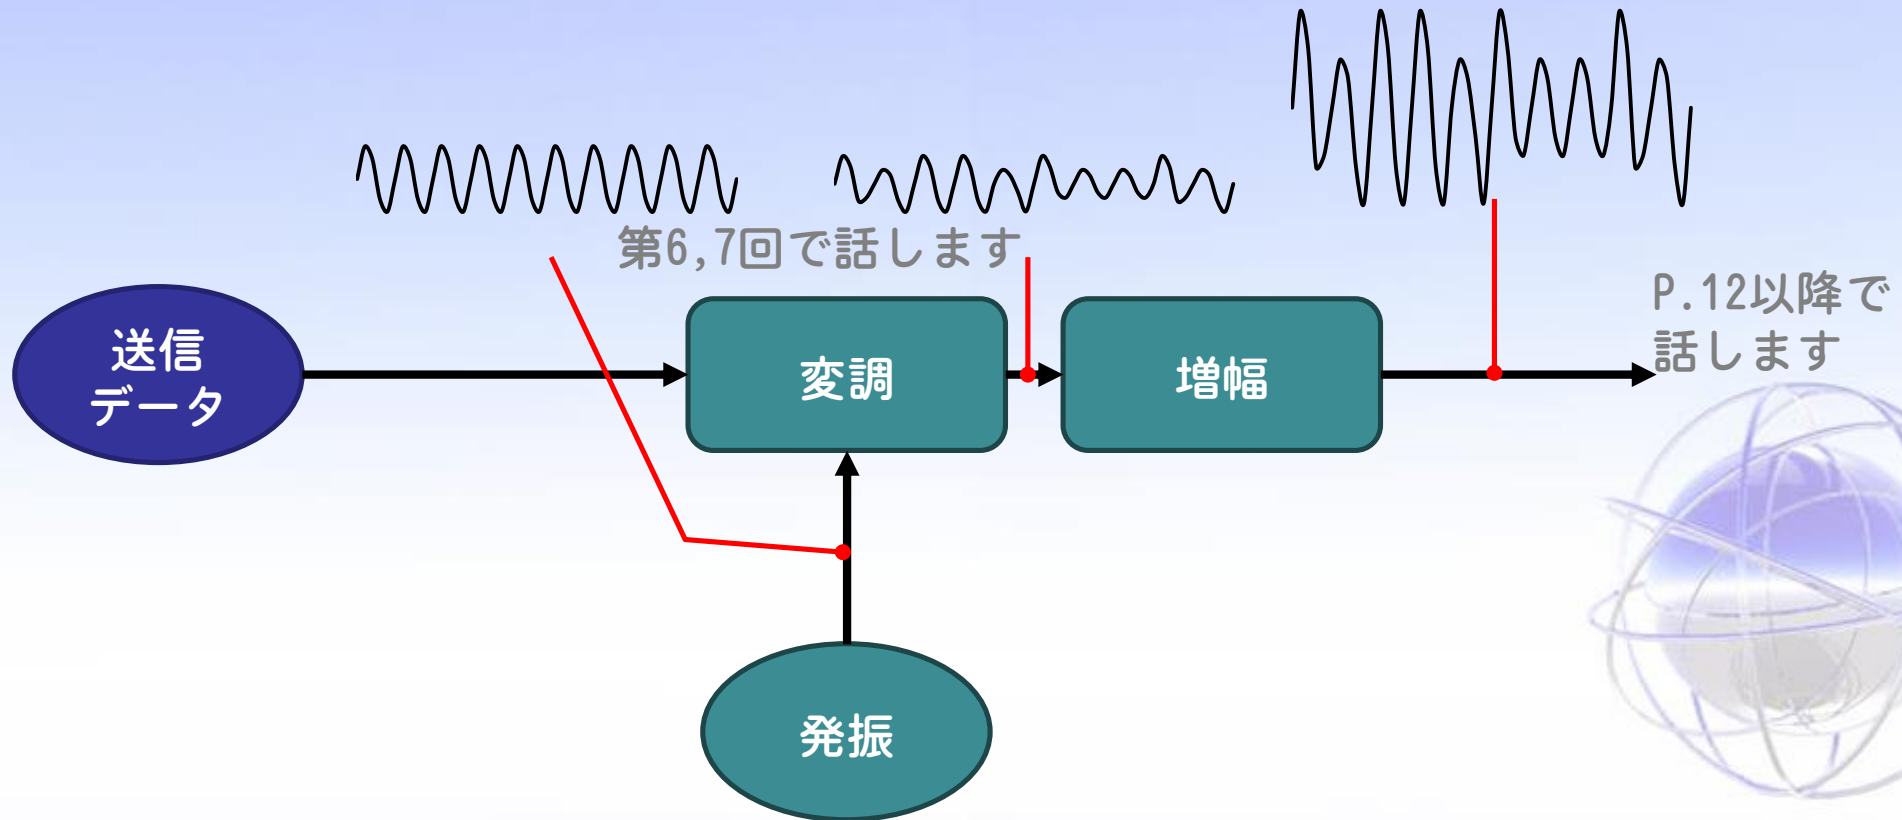 第6,7回で話します
P.12以降で
話します
送信
データ
変調
増幅
発振